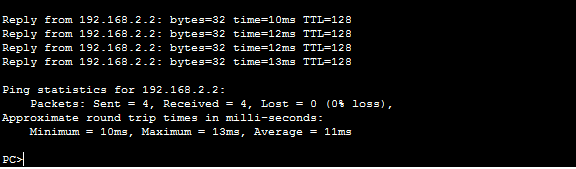 Reply from 192.168.2.2: bytes=32 time=10ms TTL=128
Reply from 192.168.2.2: bytes=32 time=12ms TTL=128
Reply from 192.168.2.2: bytes=32 time=12ms TTL=128
Reply from 192.168.2.2: bytes=32 time=13ms TTL=128
Ping statistics for 192.168.2.2:
Packets: Sent = 4, Received = 4, Lost = 0 (0% loss),
Approximate round trip times in milli-seconds:
Minimum = 10ms, Maximum = 13ms, Average = 11ms
PC>